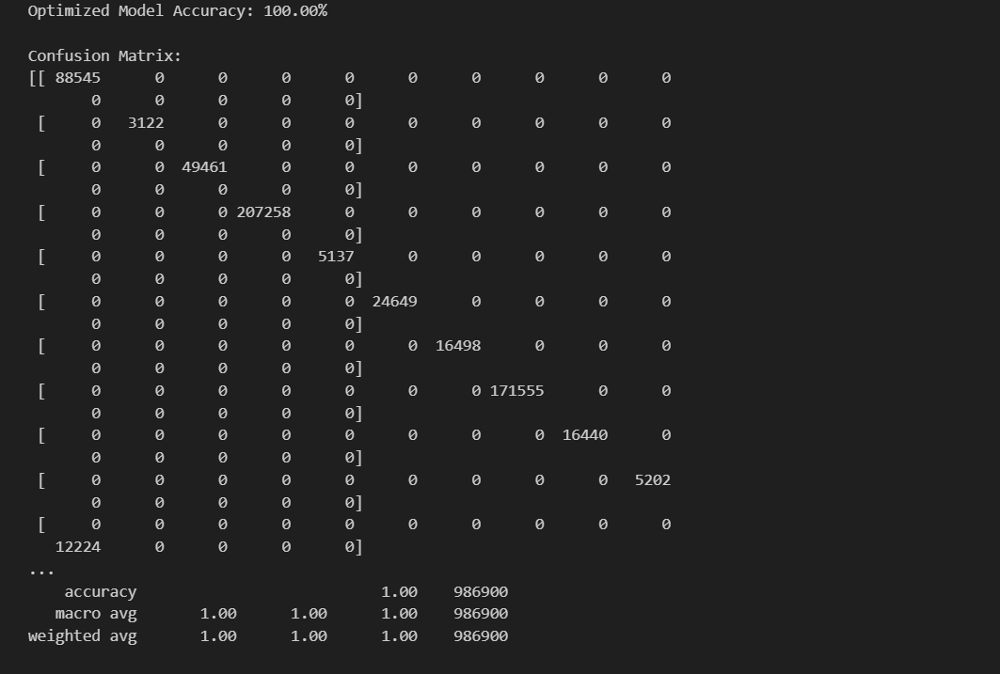 Optimized Model Accuracy: 100.00%
Confusion Matrix:
[[ 88545 0 0 0 0 0 0 0 0 0
0 0 0 0 0]
[ 0 3122 0 0 0 0 0 0 0 0
0 0 0 0 0]
[ 0 0 49461 0 0 0 0 0 0 0
0 0 0 0 0]
[ 0 0 0 207258 0 0 0 0 0 0
0 0 0 0 0]
[ 0 0 0 0 5137 0 0 0 0 0
0 0 0 0 0]
[ 0 0 0 0 0 24649 0 0 0 0
0 0 0 0 0]
[ 0 0 0 0 0 0 16498 0 0 0
0 0 0 0 0]
[ 0 0 0 0 0 0 0 171555 0 0
0 0 0 0 0]
[ 0 0 0 0 0 0 0 0 16440 0
0 0 0 0 0]
[ 0 0 0 0 0 0 0 0 0 5202
0 0 0 0 0]
[ 0 0 0 0 0 0 0 0 0 0
12224 0 0 0 0]
...
accuracy 1.00 986900
macro avg 1.00 1.00 1.00 986900
weighted avg 1.00 1.00 1.00 986900